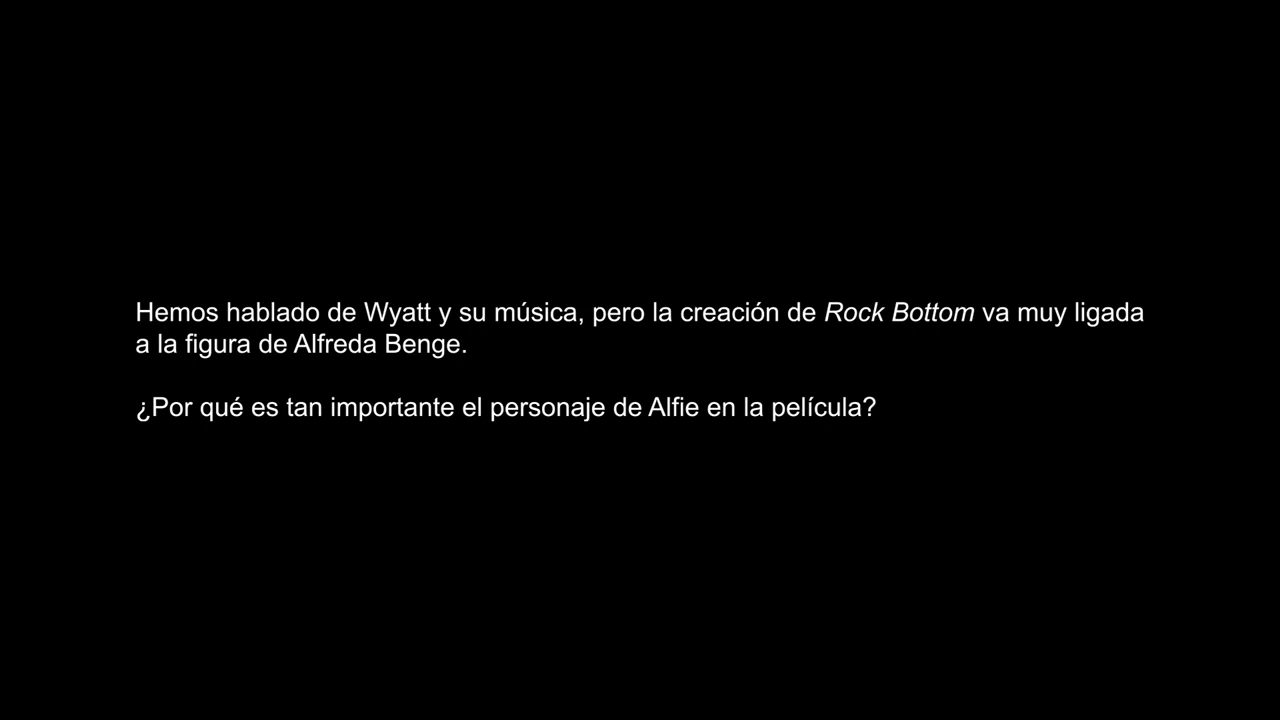 Hemos hablado de Wyatt y su música, pero la creación de Rock Bottom va muy ligada
a la figura de Alfreda Benge.
¿Por qué es tan importante el personaje de Alfie en la película?